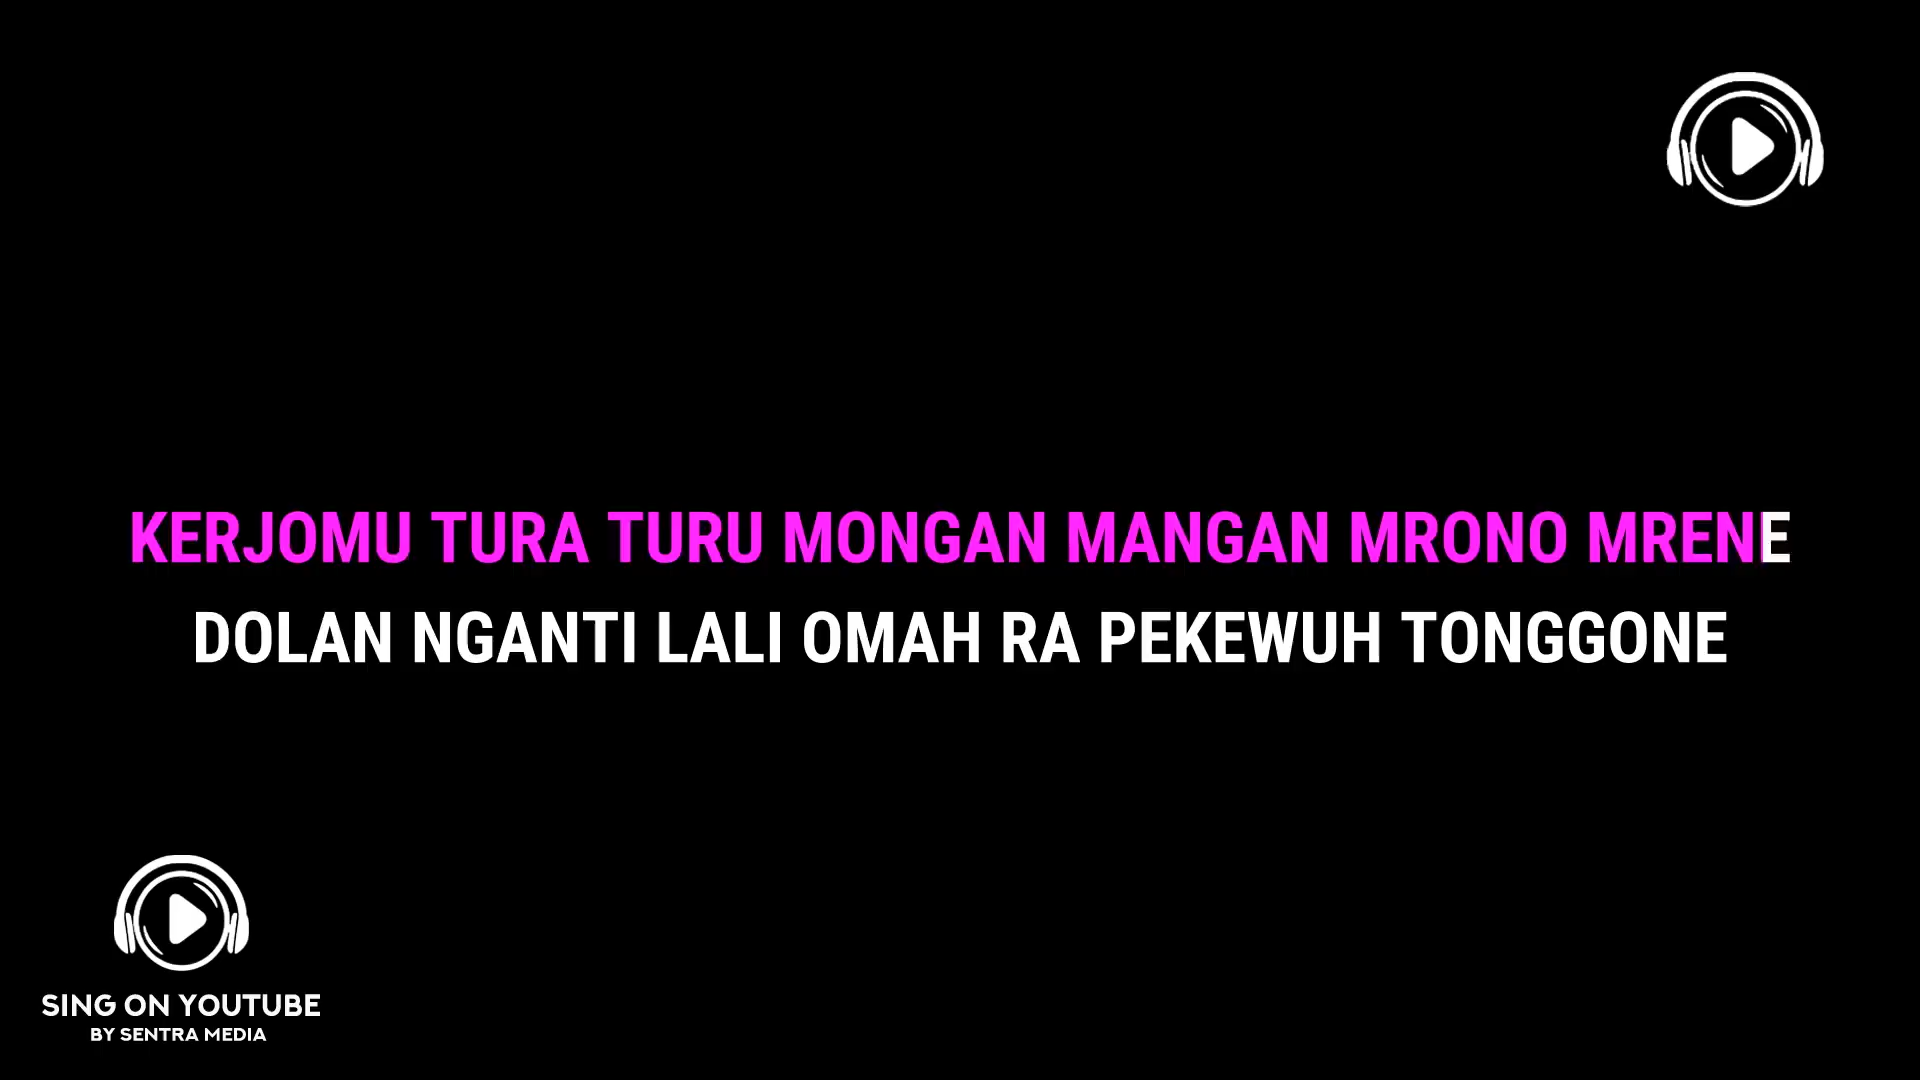 KERJOMU TURA TURU MONGAN MANGAN MRONO MRENE
DOLAN NGANTI LALI OMAH RA PEKEWUH TONGGONE
SING ON YOUTUBE
BY SENTRA MEDIA